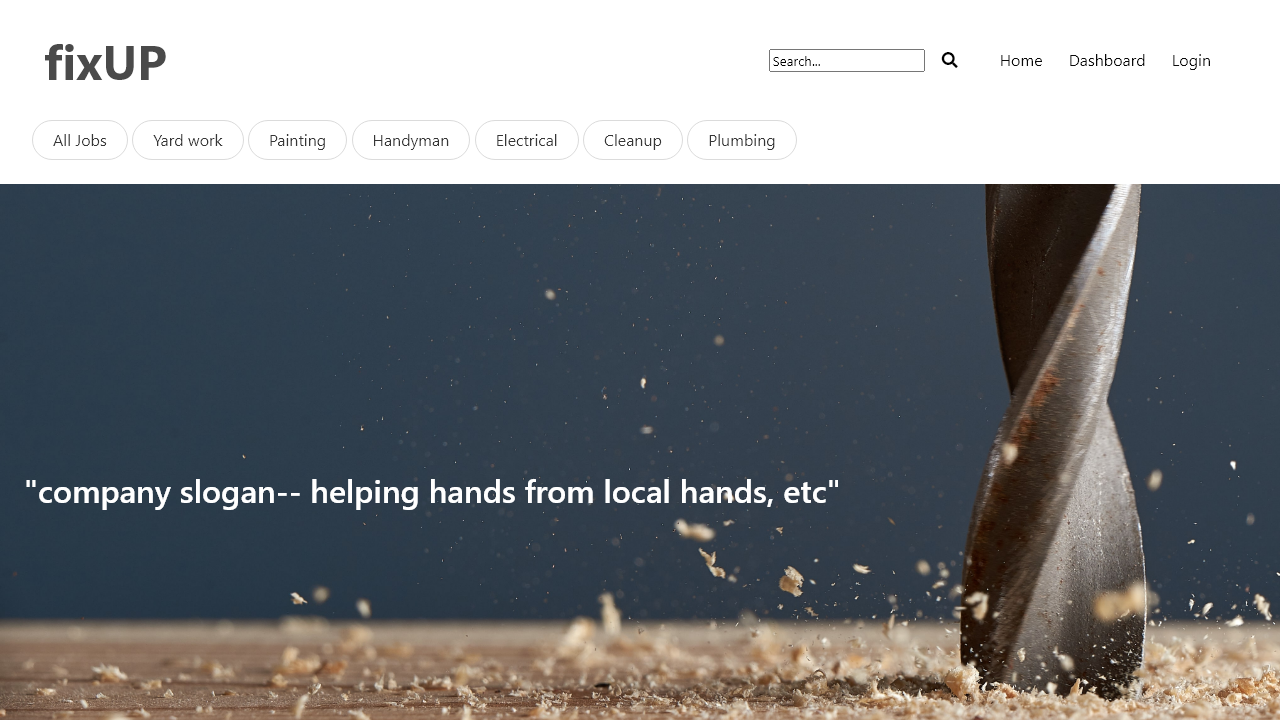 fixUP
Search...
Home
Dashboard
Login
All Jobs
Yard work
Painting
Handyman
Electrical
Cleanup
Plumbing
"company slogan-- helping hands from local hands, etc"